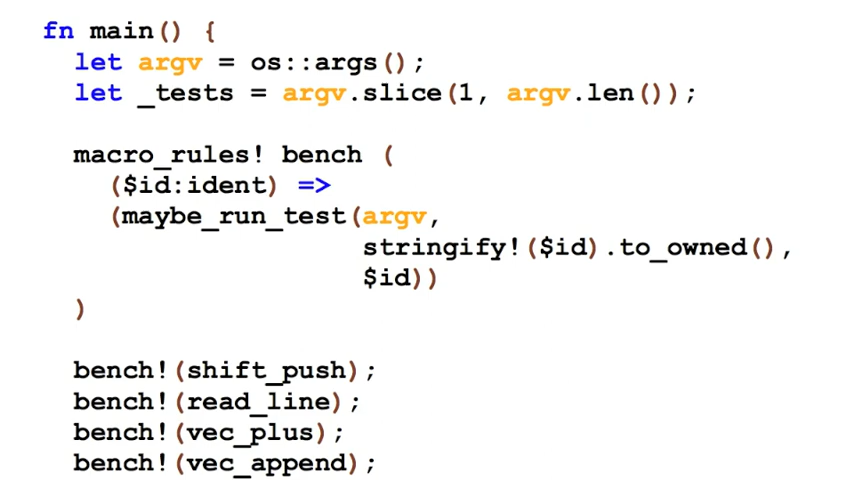 fn main() {
let argv = os::args();
let _tests = argv.slice(1, argv.len());
macro_rules! bench (
($id:ident) =>
(maybe_run_test(argv,
stringify!($id).to_owned(),
$id))
)
bench!(shift_push);
bench!(read_line);
bench!(vec_plus);
bench!(vec_append);